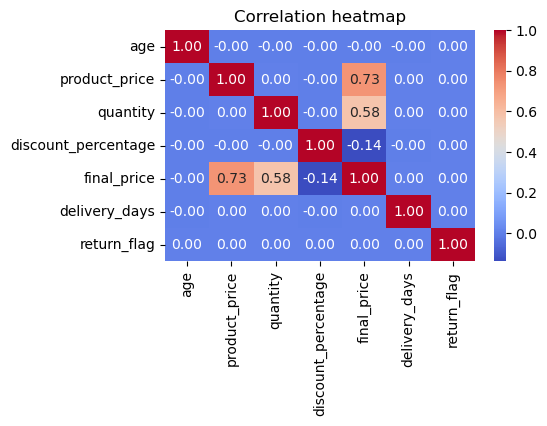 Correlation heatmap
age 1.00 -0.00 -0.00 -0.00 -0.00 -0.00 0.00
product_price -0.00 1.00 0.00 -0.00 0.73 0.00 0.00
quantity -0.00 0.00 1.00 -0.00 0.58 0.00 0.00
discount_percentage -0.00 -0.00 -0.00 1.00 -0.14 -0.00 0.00
final_price -0.00 0.73 0.58 -0.14 1.00 0.00 0.00
delivery_days -0.00 0.00 0.00 -0.00 0.00 1.00 0.00
return_flag 0.00 0.00 0.00 0.00 0.00 0.00 1.00
age
product_price
quantity
discount_percentage
final_price
delivery_days
return_flag
1.0
0.8
0.6
0.4
0.2
0.0